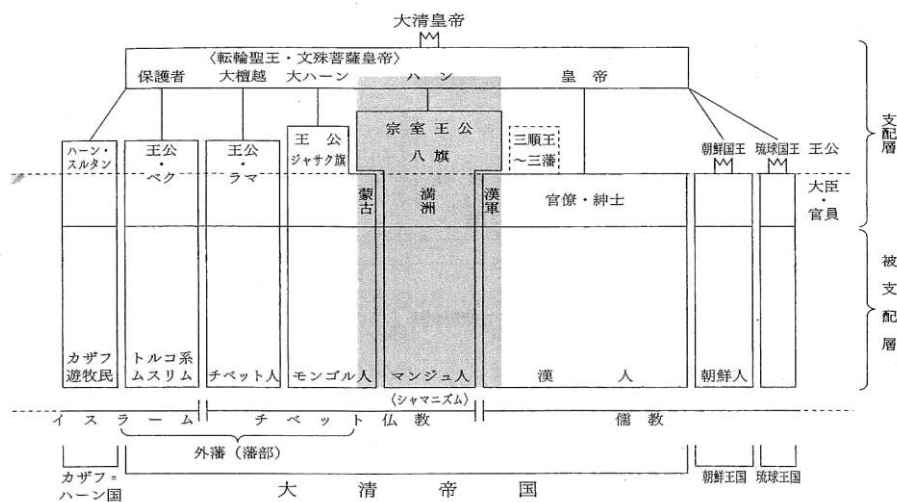 大清皇帝
〈転輪聖王・文殊菩薩皇帝〉
保護者 大檀越 大ハーン ハン 皇帝
ハーン・スルタン
王公・ベク
王公・ラマ
王公
ジャサク旗
宗室王公
八旗
三順王
～三藩
朝鮮国王
琉球国王
王公
蒙古
満洲
漢軍
官僚・紳士
大臣・官員
支配層
被支配層
カザフ
遊牧民
トルコ系
ムスリム
チベット人
モンゴル人
マンジュ人
漢人
朝鮮人
〈シャマニズム〉
イスラーム チベット仏教 儒教
外藩（藩部）
カザフ＝
ハーン国
大清帝国
朝鮮王国
琉球王国